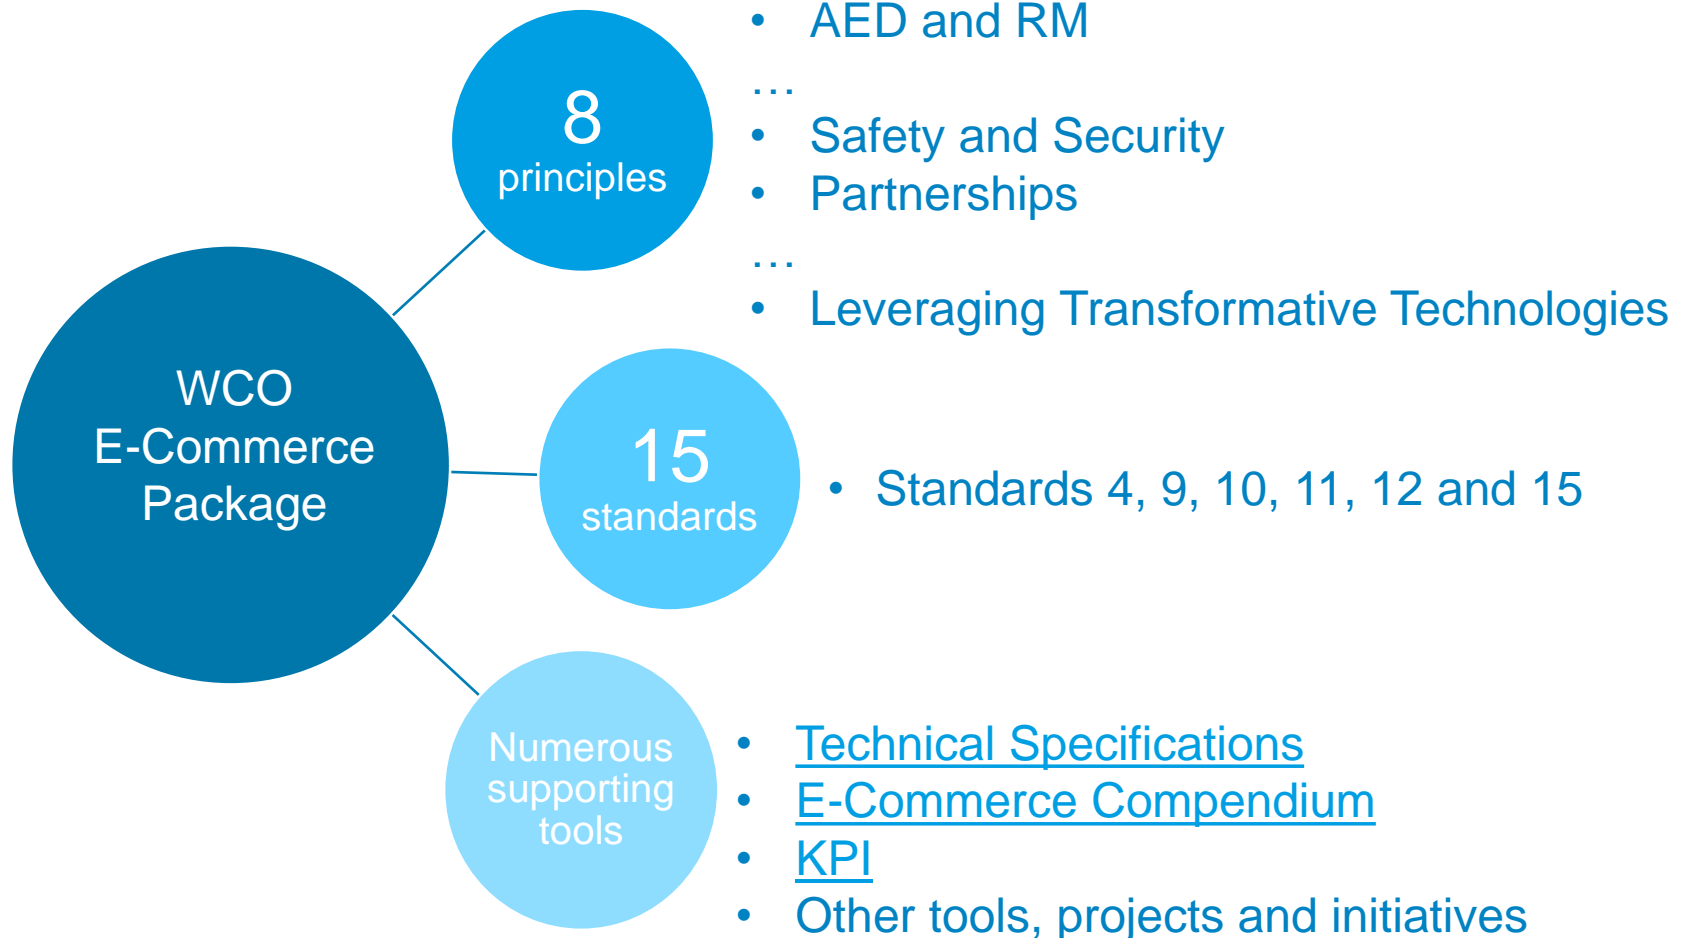 • AED and RM
…
• Safety and Security
• Partnerships
…
• Leveraging Transformative Technologies
8
principles
WCO
E-Commerce
Package
15
standards
• Standards 4, 9, 10, 11, 12 and 15
Numerous
supporting
tools
• Technical Specifications
• E-Commerce Compendium
• KPI
• Other tools, projects and initiatives